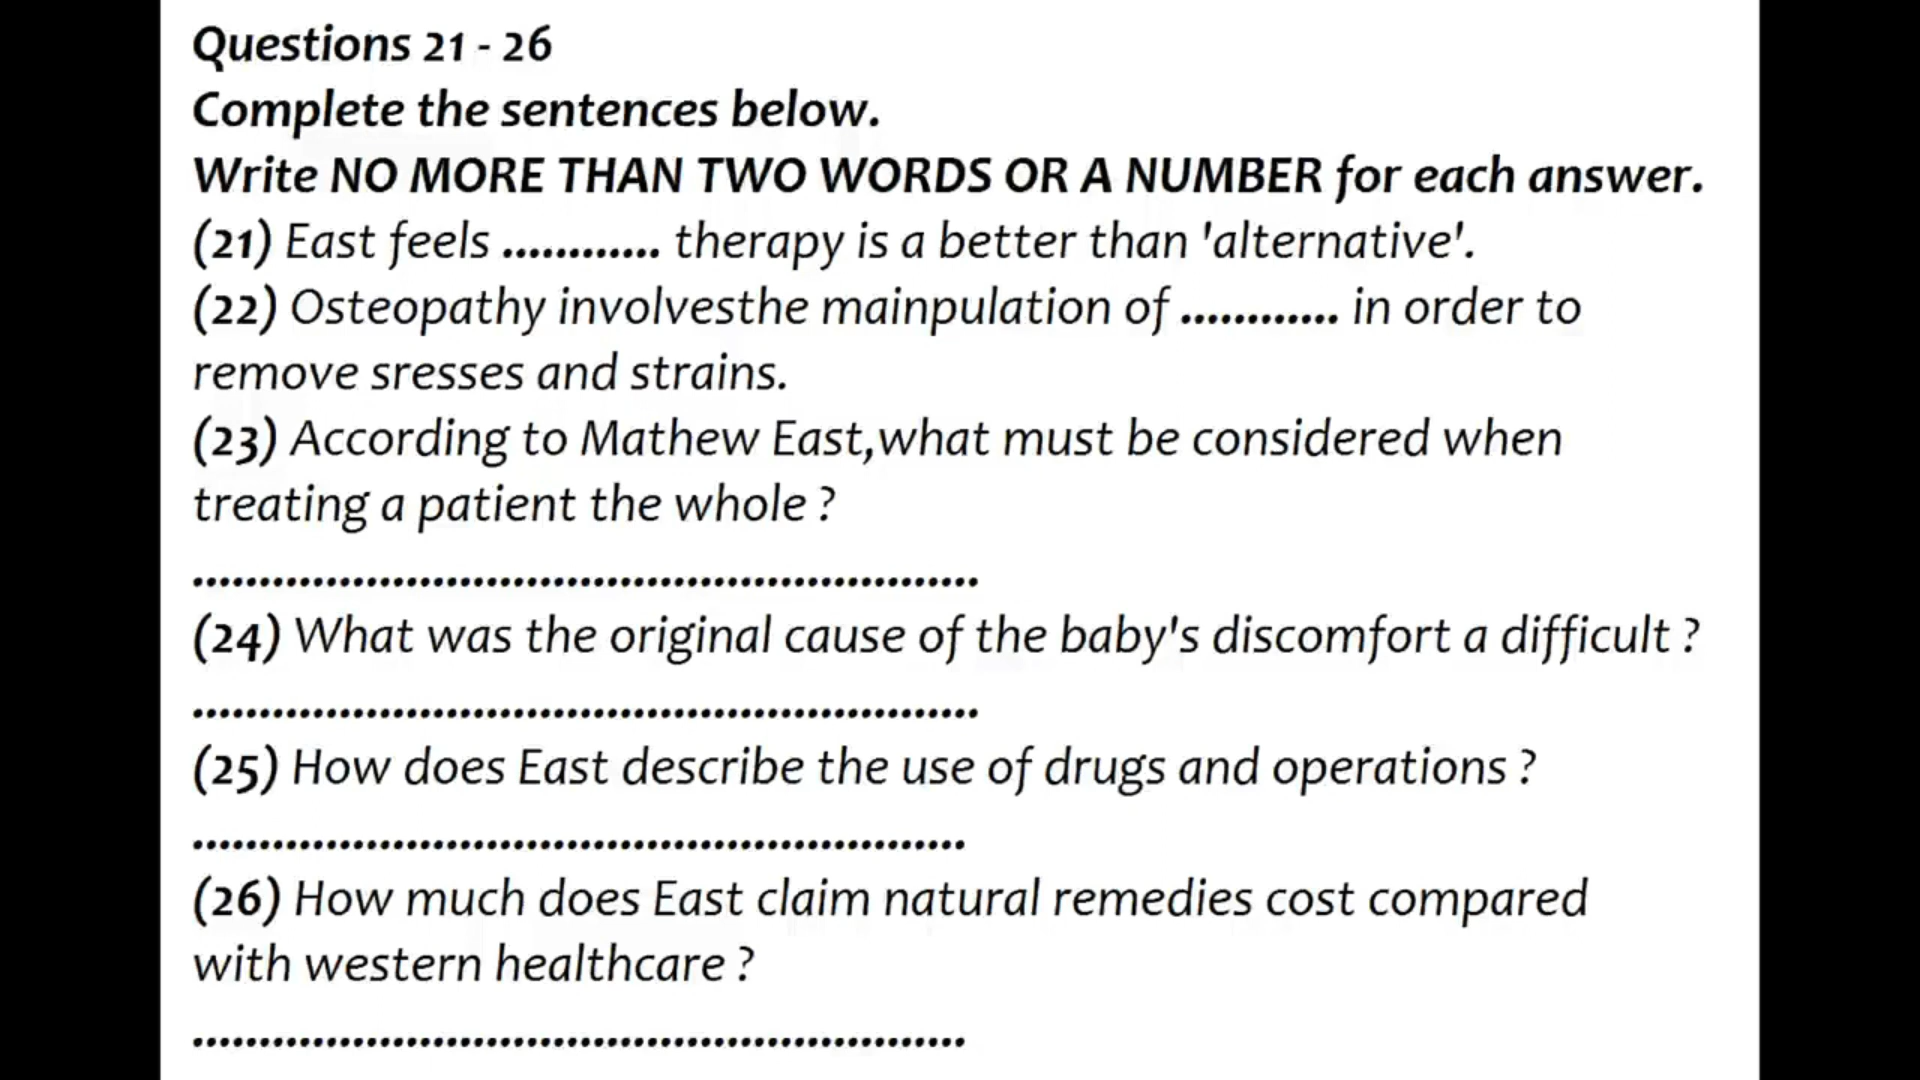 Questions 21 - 26
Complete the sentences below.
Write NO MORE THAN TWO WORDS OR A NUMBER for each answer.
(21) East feels ............ therapy is a better than 'alternative'.
(22) Osteopathy involvesthe mainpulation of ............ in order to
remove sresses and strains.
(23) According to Mathew East,what must be considered when
treating a patient the whole ?
...........................................................
(24) What was the original cause of the baby's discomfort a difficult ?
...........................................................
(25) How does East describe the use of drugs and operations ?
..........................................................
(26) How much does East claim natural remedies cost compared
with western healthcare ?
..........................................................